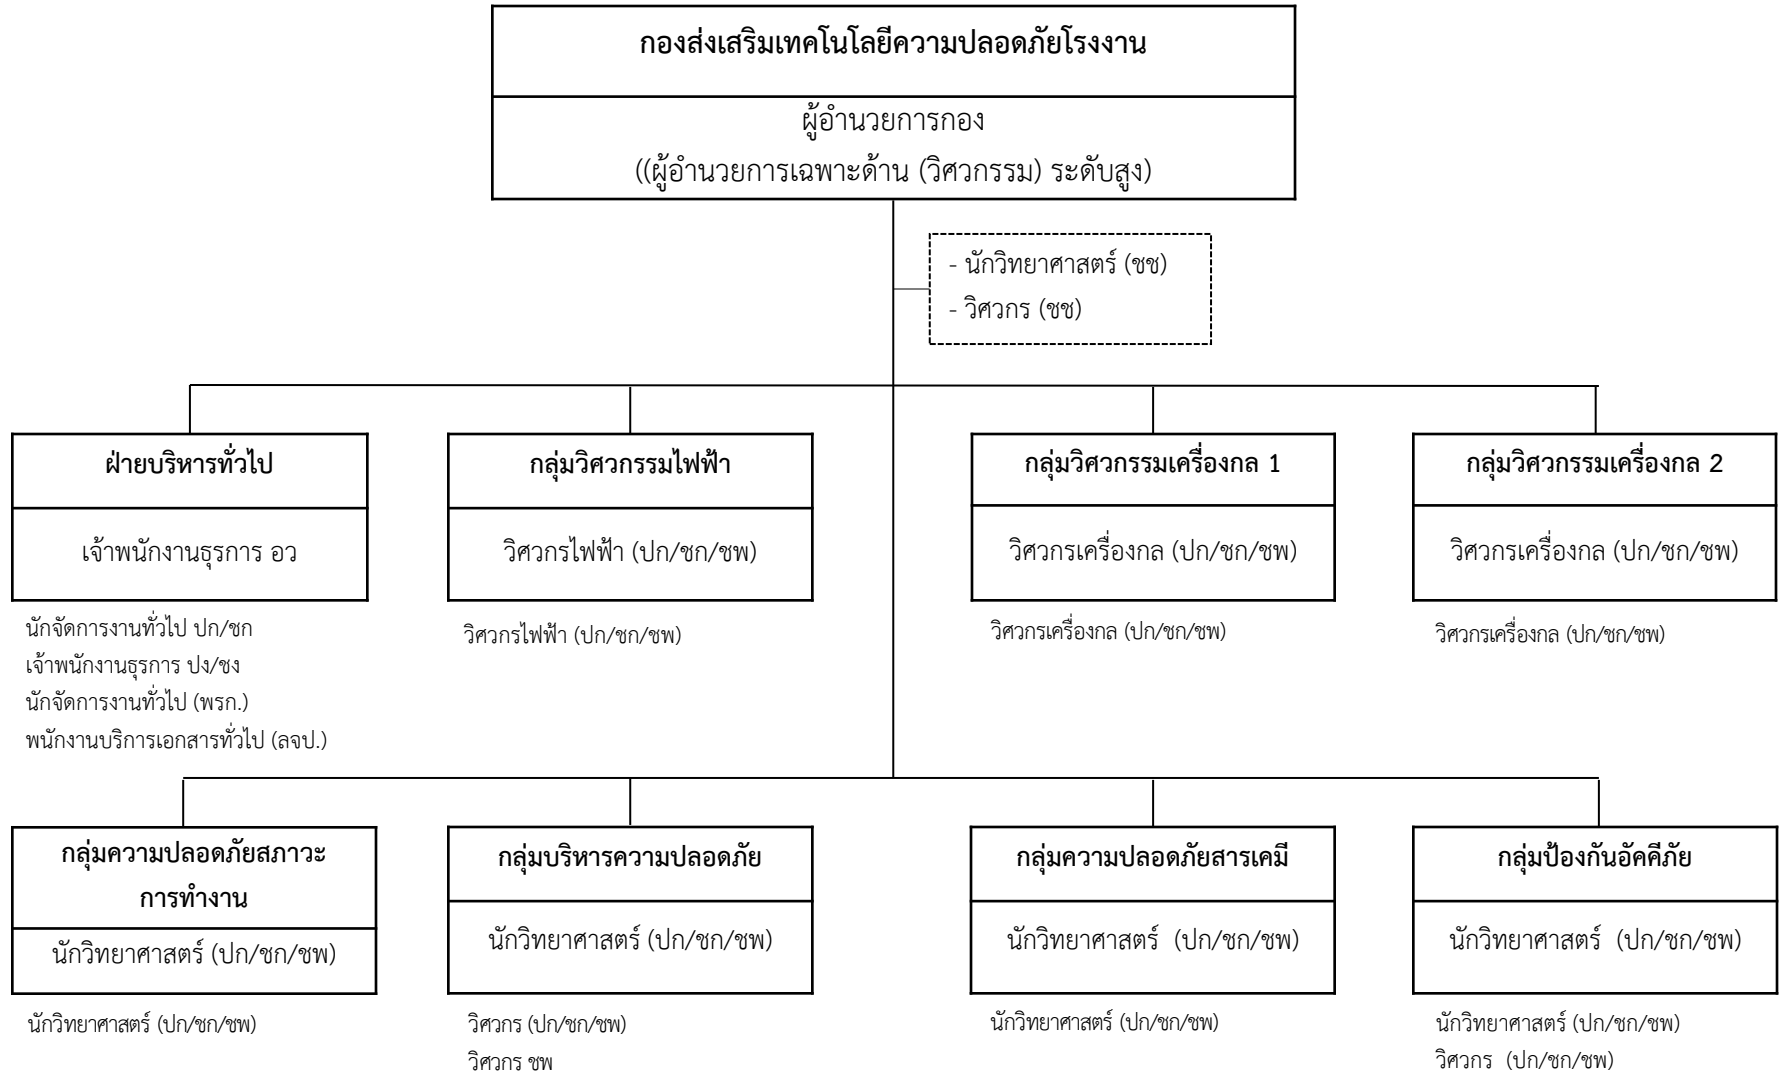 กองส่งเสริมเทคโนโลยีความปลอดภัยโรงงาน
ผู้อำนวยการกอง
((ผู้อำนวยการเฉพาะด้าน (วิศวกรรม) ระดับสูง)
- นักวิทยาศาสตร์ (ชช)
- วิศวกร (ชช)
ฝ่ายบริหารทั่วไป
เจ้าพนักงานธุรการ อว
นักจัดการงานทั่วไป ปก/ชก
เจ้าพนักงานธุรการ ปง/ชง
นักจัดการงานทั่วไป (พรก.)
พนักงานบริการเอกสารทั่วไป (ลจป.)
กลุ่มวิศวกรรมไฟฟ้า
วิศวกรไฟฟ้า (ปก/ชก/ชพ)
วิศวกรไฟฟ้า (ปก/ชก/ชพ)
กลุ่มวิศวกรรมเครื่องกล 1
วิศวกรเครื่องกล (ปก/ชก/ชพ)
วิศวกรเครื่องกล (ปก/ชก/ชพ)
กลุ่มวิศวกรรมเครื่องกล 2
วิศวกรเครื่องกล (ปก/ชก/ชพ)
วิศวกรเครื่องกล (ปก/ชก/ชพ)
กลุ่มความปลอดภัยสภาวะ
การทำงาน
นักวิทยาศาสตร์ (ปก/ชก/ชพ)
นักวิทยาศาสตร์ (ปก/ชก/ชพ)
กลุ่มบริหารความปลอดภัย
นักวิทยาศาสตร์ (ปก/ชก/ชพ)
วิศวกร (ปก/ชก/ชพ)
วิศวกร ชพ
กลุ่มความปลอดภัยสารเคมี
นักวิทยาศาสตร์ (ปก/ชก/ชพ)
นักวิทยาศาสตร์ (ปก/ชก/ชพ)
กลุ่มป้องกันอัคคีภัย
นักวิทยาศาสตร์ (ปก/ชก/ชพ)
นักวิทยาศาสตร์ (ปก/ชก/ชพ)
วิศวกร (ปก/ชก/ชพ)